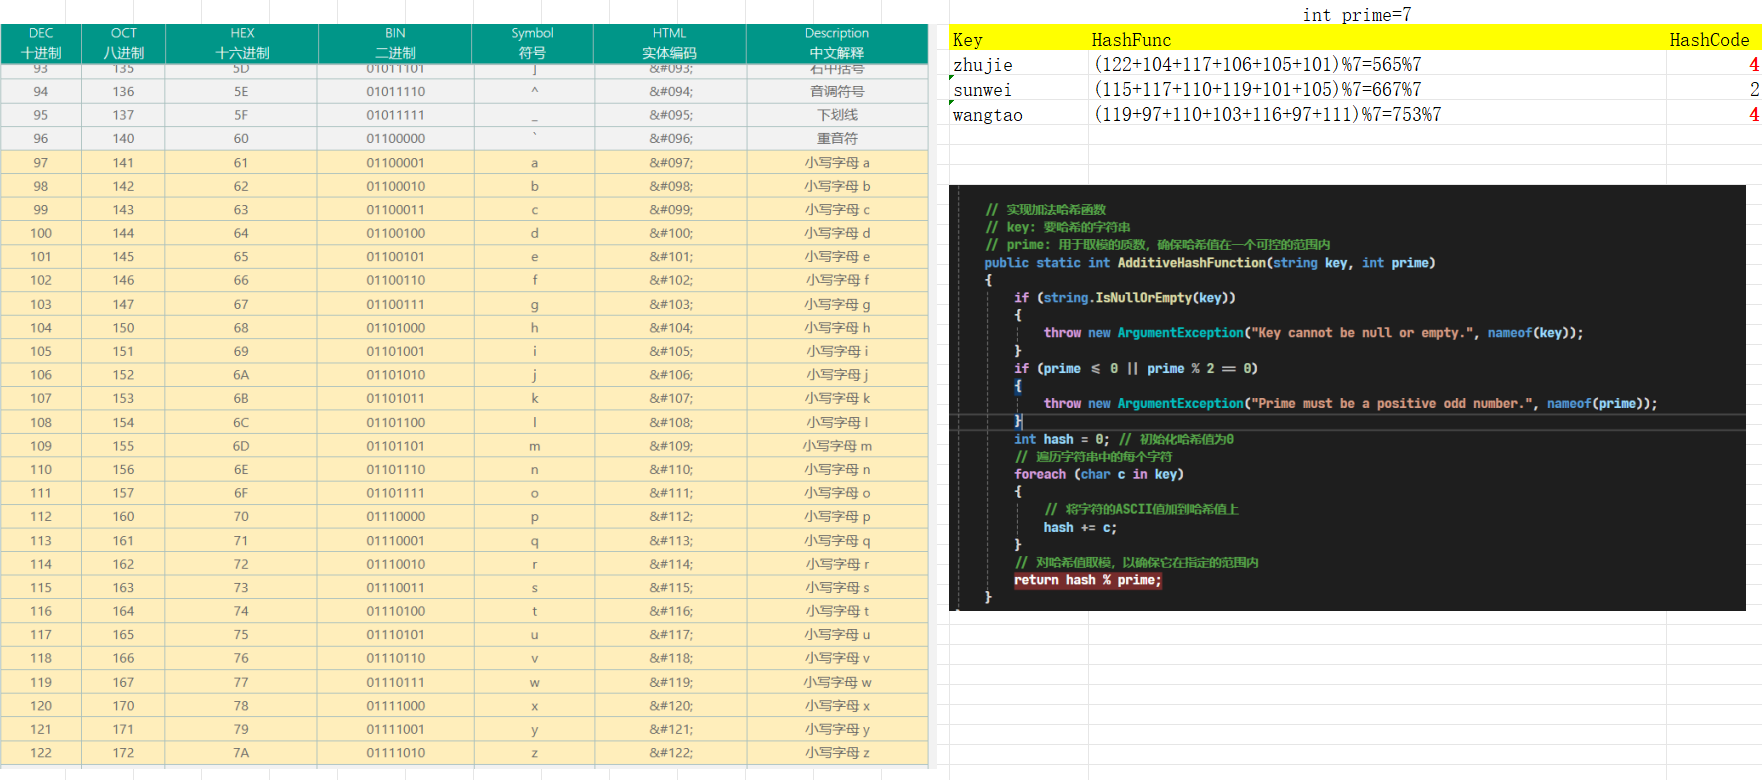 DEC OCT HEX BIN Symbol HTML Description
十进制 八进制 十六进制 二进制 符号 实体编码 中文解释
93 135 5D 01011101 ] &#093; 右中括号
94 136 5E 01011110 ^ &#094; 音调符号
95 137 5F 01011111 _ &#095; 下划线
96 140 60 01100000 ` &#096; 重音符
97 141 61 01100001 a &#097; 小写字母 a
98 142 62 01100010 b &#098; 小写字母 b
99 143 63 01100011 c &#099; 小写字母 c
100 144 64 01100100 d &#100; 小写字母 d
101 145 65 01100101 e &#101; 小写字母 e
102 146 66 01100110 f &#102; 小写字母 f
103 147 67 01100111 g &#103; 小写字母 g
104 150 68 01101000 h &#104; 小写字母 h
105 151 69 01101001 i &#105; 小写字母 i
106 152 6A 01101010 j &#106; 小写字母 j
107 153 6B 01101011 k &#107; 小写字母 k
108 154 6C 01101100 l &#108; 小写字母 l
109 155 6D 01101101 m &#109; 小写字母 m
110 156 6E 01101110 n &#110; 小写字母 n
111 157 6F 01101111 o &#111; 小写字母 o
112 160 70 01110000 p &#112; 小写字母 p
113 161 71 01110001 q &#113; 小写字母 q
114 162 72 01110010 r &#114; 小写字母 r
115 163 73 01110011 s &#115; 小写字母 s
116 164 74 01110100 t &#116; 小写字母 t
117 165 75 01110101 u &#117; 小写字母 u
118 166 76 01110110 v &#118; 小写字母 v
119 167 77 01110111 w &#119; 小写字母 w
120 170 78 01111000 x &#120; 小写字母 x
121 171 79 01111001 y &#121; 小写字母 y
122 172 7A 01111010 z &#122; 小写字母 z
int prime=7
Key HashFunc HashCode
zhujie (122+104+117+106+105+101)%7=565%7 4
sunwei (115+117+110+119+101+105)%7=667%7 2
wangtao (119+97+110+103+116+97+111)%7=753%7 4
// 实现加法哈希函数
// key: 要哈希的字符串
// prime: 用于取模的质数，确保哈希值在一个可控的范围内
public static int AdditiveHashFunction(string key, int prime)
{
if (string.IsNullOrEmpty(key))
{
throw new ArgumentException("Key cannot be null or empty.", nameof(key));
}
if (prime <= 0 || prime % 2 == 0)
{
throw new ArgumentException("Prime must be a positive odd number.", nameof(prime));
}
int hash = 0; // 初始化哈希值为0
// 遍历字符串中的每个字符
foreach (char c in key)
{
// 将字符的ASCII值加到哈希值上
hash += c;
}
// 对哈希值取模，以确保它在指定的范围内
return hash % prime;
}